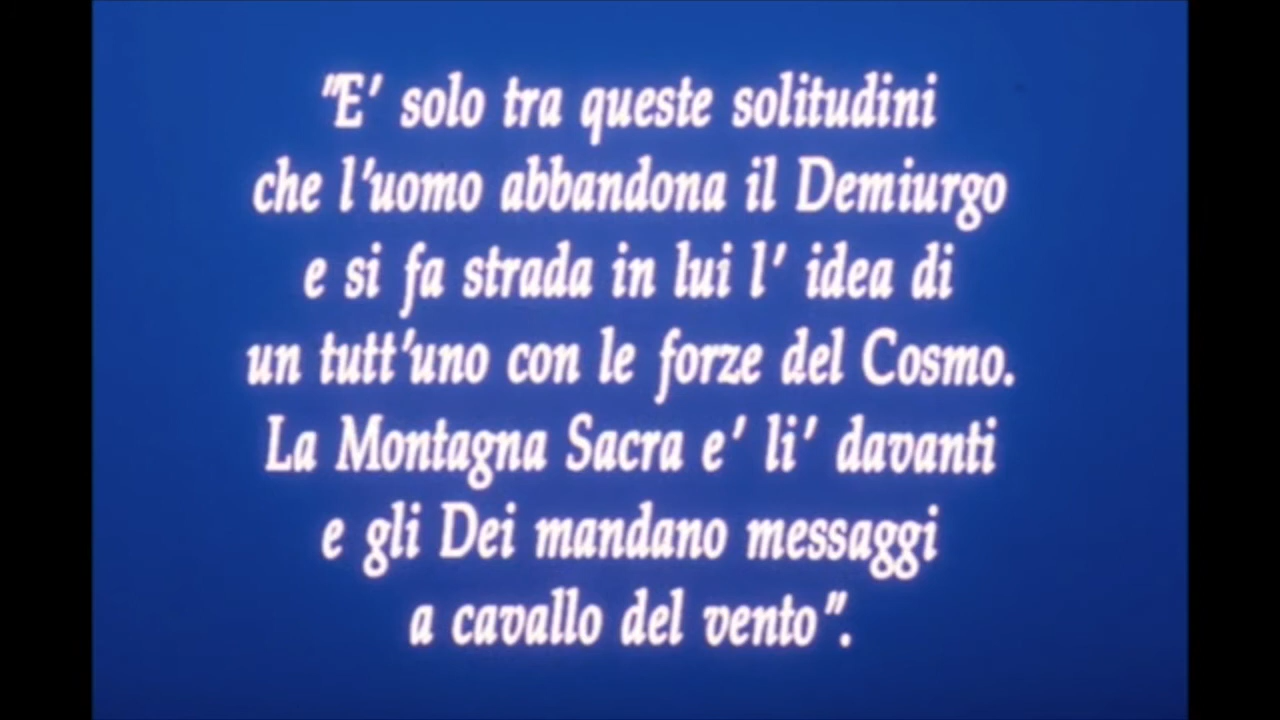 "E' solo tra queste solitudini
che l'uomo abbandona il Demiurgo
e si fa strada in lui l' idea di
un tutt'uno con le forze del Cosmo.
La Montagna Sacra e' li' davanti
e gli Dei mandano messaggi
a cavallo del vento".